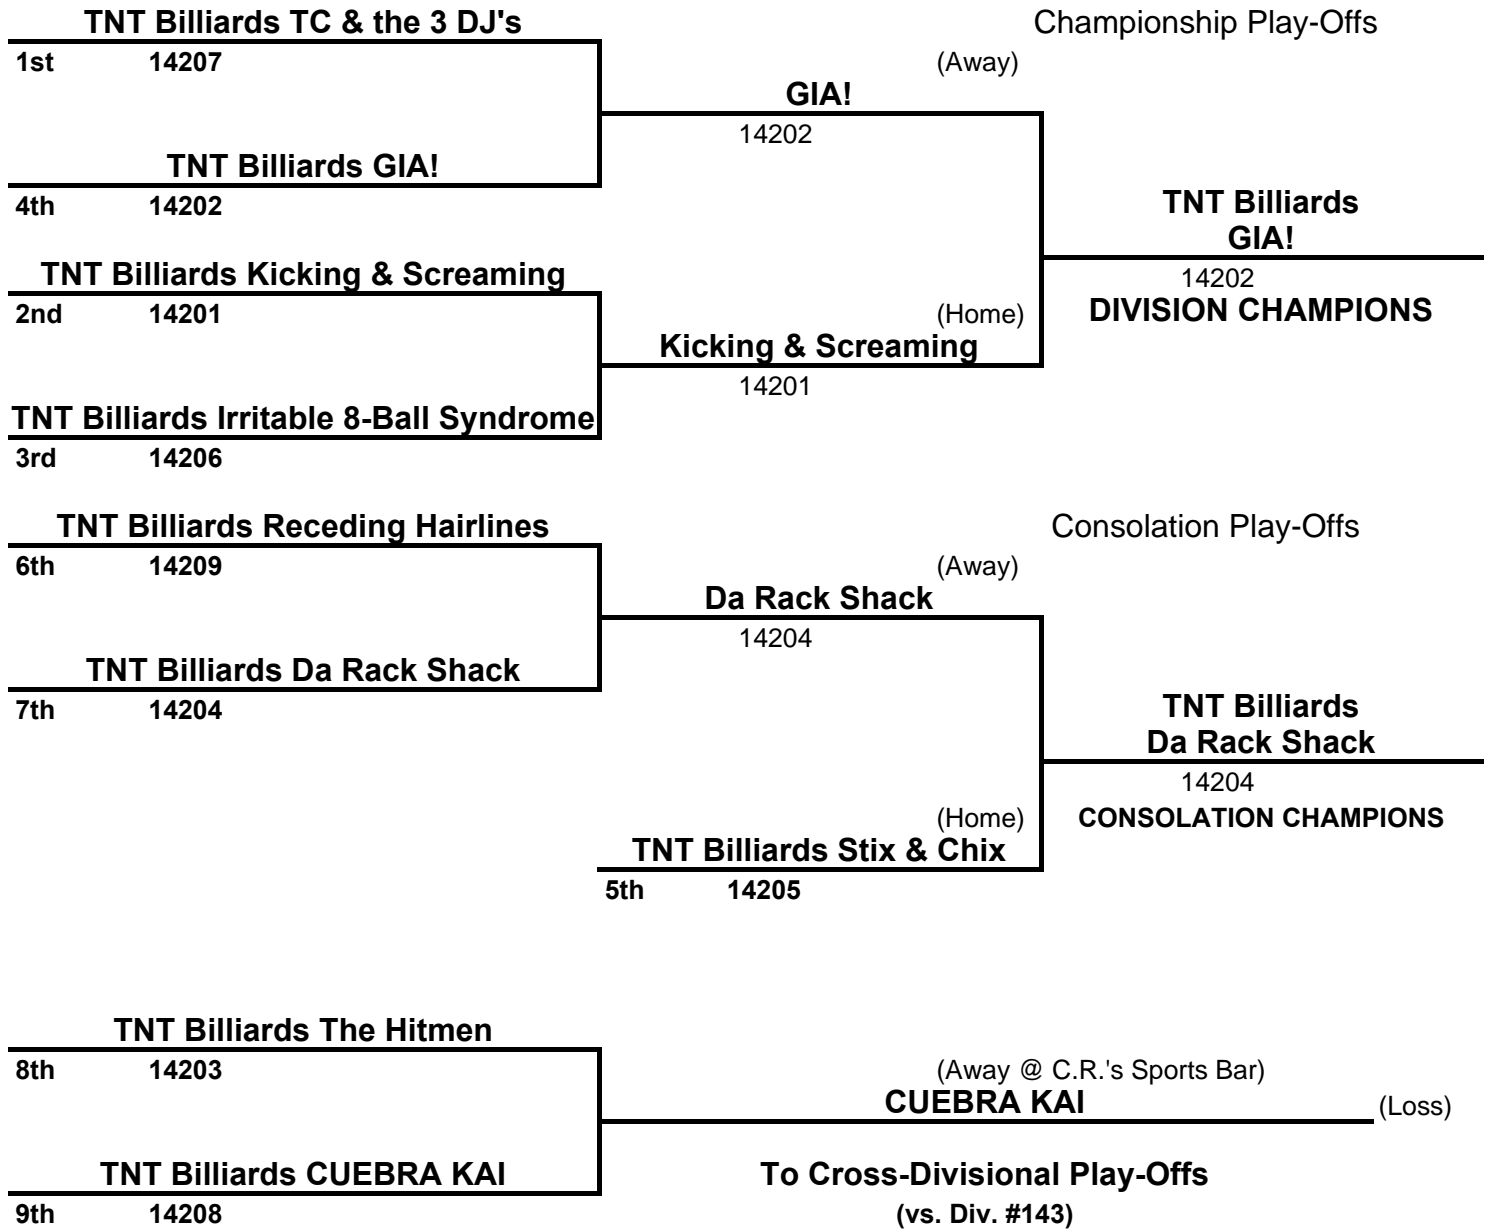 TNT Billiards TC & the 3 DJ's
Championship Play-Offs
1st 14207
(Away)
GIA!
14202
TNT Billiards GIA!
4th 14202
TNT Billiards
GIA!
TNT Billiards Kicking & Screaming
14202
2nd 14201
(Home)
DIVISION CHAMPIONS
Kicking & Screaming
14201
TNT Billiards Irritable 8-Ball Syndrome
3rd 14206
TNT Billiards Receding Hairlines
Consolation Play-Offs
6th 14209
(Away)
Da Rack Shack
14204
TNT Billiards Da Rack Shack
7th 14204
TNT Billiards
Da Rack Shack
14204
(Home)
CONSOLATION CHAMPIONS
TNT Billiards Stix & Chix
5th 14205
TNT Billiards The Hitmen
8th 14203
(Away @ C.R.'s Sports Bar)
CUEBRA KAI
(Loss)
TNT Billiards CUEBRA KAI
To Cross-Divisional Play-Offs
9th 14208
(vs. Div. #143)